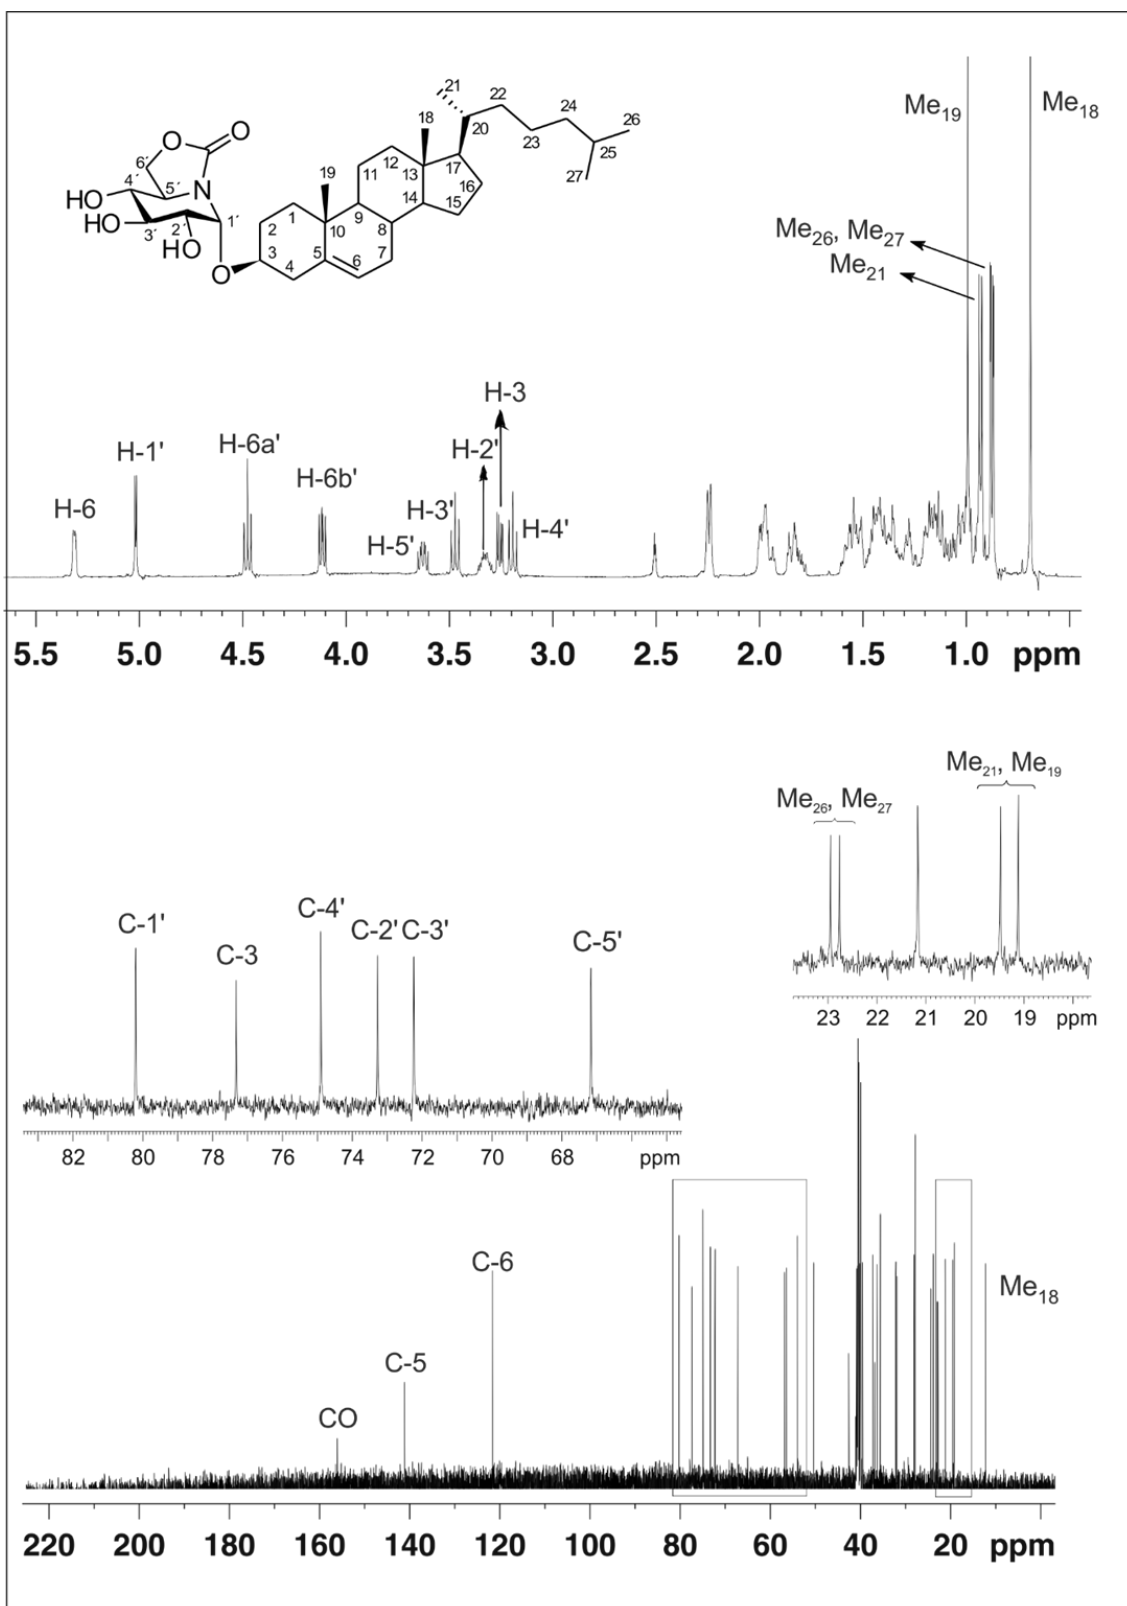 21
22
24
26
20
23
25
27
18
17
12
13
16
11
14
15
19
1
9
8
2
10
3
5
7
4
6
O
O
N
6´
4´
5´
HO
HO
3´
2´
HO
1´
O
Me19
Me18
Me26, Me27
Me21
H-6
H-1'
H-6a'
H-6b'
H-5'
H-3'
H-2'
H-3
H-4'
5.5 5.0 4.5 4.0 3.5 3.0 2.5 2.0 1.5 1.0 ppm
Me26, Me27
Me21, Me19
23 22 21 20 19 ppm
C-1'
C-3
C-4'
C-2' C-3'
C-5'
82 80 78 76 74 72 70 68 ppm
CO
C-5
C-6
Me18
220 200 180 160 140 120 100 80 60 40 20 ppm